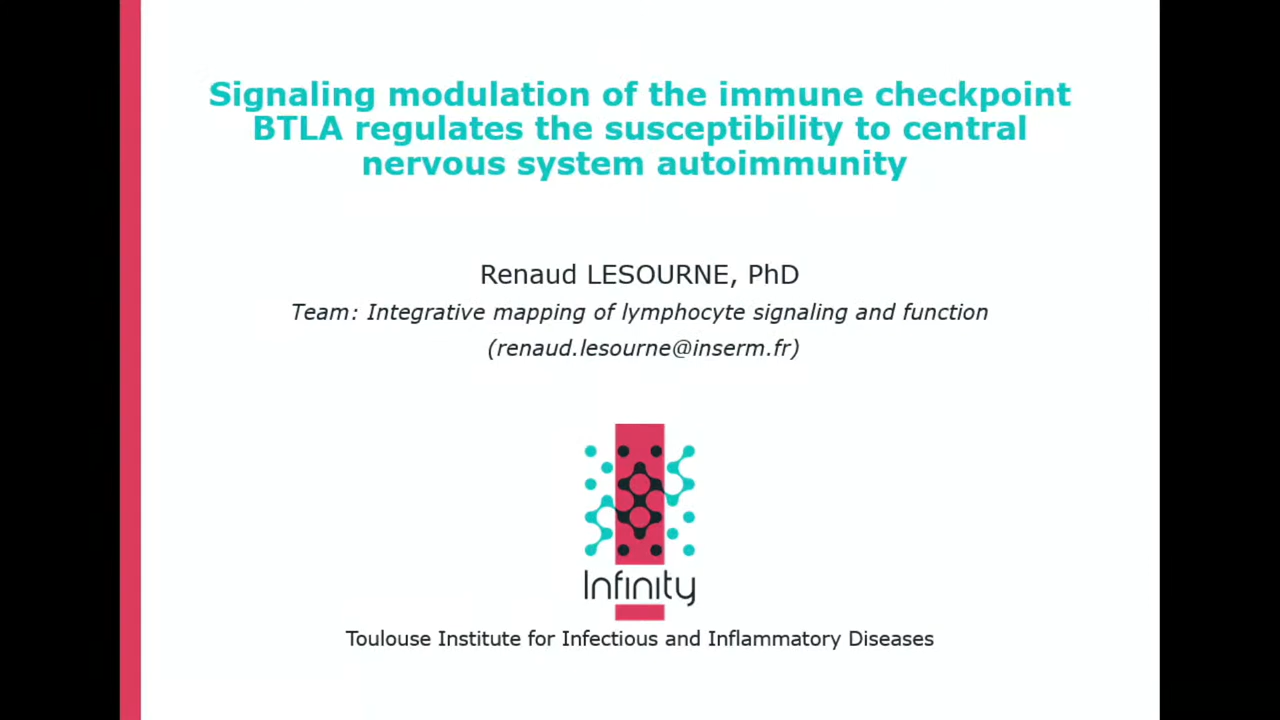 Signaling modulation of the immune checkpoint
BTLA regulates the susceptibility to central
nervous system autoimmunity
Renaud LESOURNE, PhD
Team: Integrative mapping of lymphocyte signaling and function
(renaud.lesourne@inserm.fr)
Infinity
Toulouse Institute for Infectious and Inflammatory Diseases